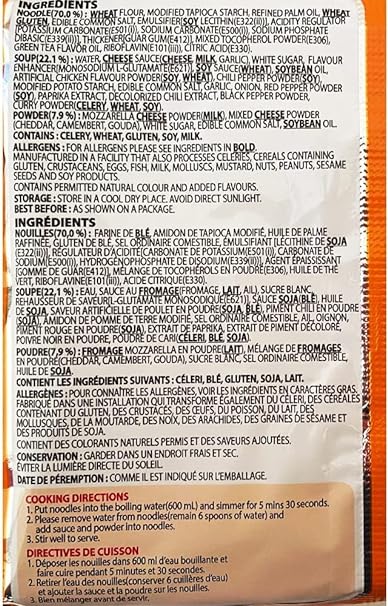 INGREDIENTS
NOODLE(70,0 %) : WHEAT FLOUR, MODIFIED TAPIOCA STARCH, REFINED PALM OIL, WHEAT
GLUTEN, EDIBLE COMMON SALT, EMULSIFIER[SOY LECITHIN(E322(ii))], ACIDITY REGULATOR
[POTASSIUM CARBONATE(E501(i)), SODIUM CARBONATE(E500(i)), SODIUM PHOSPHATE
DIBASIC(E339(ii))], THICKENER[GUAR GUM(E412)], MIXED TOCOPHEROL POWDER(E306),
GREEN TEA FLAVOR OIL, RIBOFLAVIN(E101(i)), CITRIC ACID(E330).
SOUP(22,1 %) : WATER, CHEESE SAUCE(CHEESE, MILK, GARLIC), WHITE SUGAR, FLAVOUR
ENHANCER[MONOSODIUM L-GLUTAMATE(E621)], SOY SAUCE(WHEAT, SOYBEAN), SOYBEAN OIL,
ARTIFICIAL CHICKEN FLAVOUR POWDER(SOY, WHEAT), CHILI PEPPER POWDER(SOY),
MODIFIED POTATO STARCH, EDIBLE COMMON SALT, GARLIC, ONION, RED PEPPER POWDER
(SOY), PAPRIKA EXTRACT, DECOLORIZED CHILI EXTRACT, BLACK PEPPER POWDER,
CURRY POWDER(CELERY, WHEAT, SOY).
POWDER(7,9 %) : MOZZARELLA CHEESE POWDER(MILK), MIXED CHEESE POWDER
(CHEDDAR, CAMEMBERT, GOUDA), WHITE SUGAR, EDIBLE COMMON SALT, SOYBEAN OIL.
CONTAINS : CELERY, WHEAT, GLUTEN, SOY, MILK.
ALLERGENS : FOR ALLERGENS PLEASE SEE INGREDIENTS IN BOLD.
MANUFACTURED IN A FACILITY THAT ALSO PROCESSES CELERIES, CEREALS CONTAINING
GLUTEN, CRUSTACEANS, EGGS, FISH, MILK, MOLLUSCS, MUSTARD, NUTS, PEANUTS, SESAME
SEEDS AND SOY PRODUCTS.
CONTAINS PERMITTED NATURAL COLOUR AND ADDED FLAVOURS.
STORAGE : STORE IN A COOL DRY PLACE. AVOID DIRECT SUNLIGHT.
BEST BEFORE : AS SHOWN ON A PACKAGE.
INGRÉDIENTS
NOUILLES(70,0 %) : FARINE DE BLÉ, AMIDON DE TAPIOCA MODIFIÉ, HUILE DE PALME
RAFFINÉE, GLUTEN DE BLÉ, SEL ORDINAIRE COMESTIBLE, ÉMULSIFIANT [LÉCITHINE DE SOJA
(E322(ii))], RÉGULATEUR D'ACIDITÉ[CARBONATE DE POTASSIUM(E501(i)), CARBONATE DE
SODIUM(E500(i)), HYDROGÉNOPHOSPHATE DE DISODIUM(E339(ii))], AGENT ÉPAISSISSANT
[GOMME DE GUAR(E412)], MÉLANGE DE TOCOPHÉROLS EN POUDRE(E306), HUILE DE THÉ
VERT, RIBOFLAVINE(E101(i)), ACIDE CITRIQUE(E330).
SOUPE(22,1 %) : EAU, SAUCE AU FROMAGE(FROMAGE, LAIT, AIL), SUCRE BLANC,
REHAUSSEUR DE SAVEUR[L-GLUTAMATE MONOSODIQUE(E621)], SAUCE SOJA(BLÉ), HUILE
DE SOJA, SAVEUR ARTIFICIELLE DE POULET EN POUDRE(SOJA, BLÉ), PIMENT CHILI EN POUDRE
(SOJA), AMIDON DE POMME DE TERRE MODIFIÉ, SEL ORDINAIRE COMESTIBLE, AIL, OIGNON,
PIMENT ROUGE EN POUDRE(SOJA), EXTRAIT DE PAPRIKA, EXTRAIT DE PIMENT DÉCOLORÉ,
POIVRE NOIR EN POUDRE, POUDRE DE CARI(CÉLERI, BLÉ, SOJA).
POUDRE(7,9 %) : FROMAGE MOZZARELLA EN POUDRE(LAIT), MÉLANGE DE FROMAGES
EN POUDRE(CHEDDAR, CAMEMBERT, GOUDA), SUCRE BLANC, SEL ORDINAIRE COMESTIBLE,
HUILE DE SOJA.
CONTIENT LES INGRÉDIENTS SUIVANTS : CÉLERI, BLÉ, GLUTEN, SOJA, LAIT.
ALLERGÈNES : POUR CONNAÎTRE LES ALLERGÈNES, VOIR LES INGRÉDIENTS EN CARACTÈRES GRAS.
FABRIQUÉ DANS UNE INSTALLATION QUI TRANSFORME ÉGALEMENT DU CÉLERI, DES CÉRÉALES
CONTENANT DU GLUTEN, DES CRUSTACÉS, DES ŒUFS, DU POISSON, DU LAIT, DES
MOLLUSQUES, DE LA MOUTARDE, DES NOIX, DES ARACHIDES, DES GRAINES DE SÉSAME ET
DES PRODUITS DE SOJA.
CONTIENT DES COLORANTS NATURELS PERMIS ET DES SAVEURS AJOUTÉES.
CONSERVATION : GARDER DANS UN ENDROIT FRAIS ET SEC.
ÉVITER LA LUMIÈRE DIRECTE DU SOLEIL.
DATE DE PÉREMPTION : COMME IL EST INDIQUÉ SUR L'EMBALLAGE.
COOKING DIRECTIONS
1. Put noodles into the boiling water(600 mL) and simmer for 5 mins 30 seconds.
2. Please remove water from noodles(remain 6 spoons of water) and
add sauce and powder into noodles.
3. Stir well to serve.
DIRECTIVES DE CUISSON
1. Déposer les nouilles dans 600 ml d'eau bouillante et
faire cuire pendant 5 minutes et 30 secondes.
2. Retirer l'eau des nouilles(conserver 6 cuillères d'eau)
et ajouter la sauce et la poudre sur les nouilles.
3. Bien mélanger avant de servir.